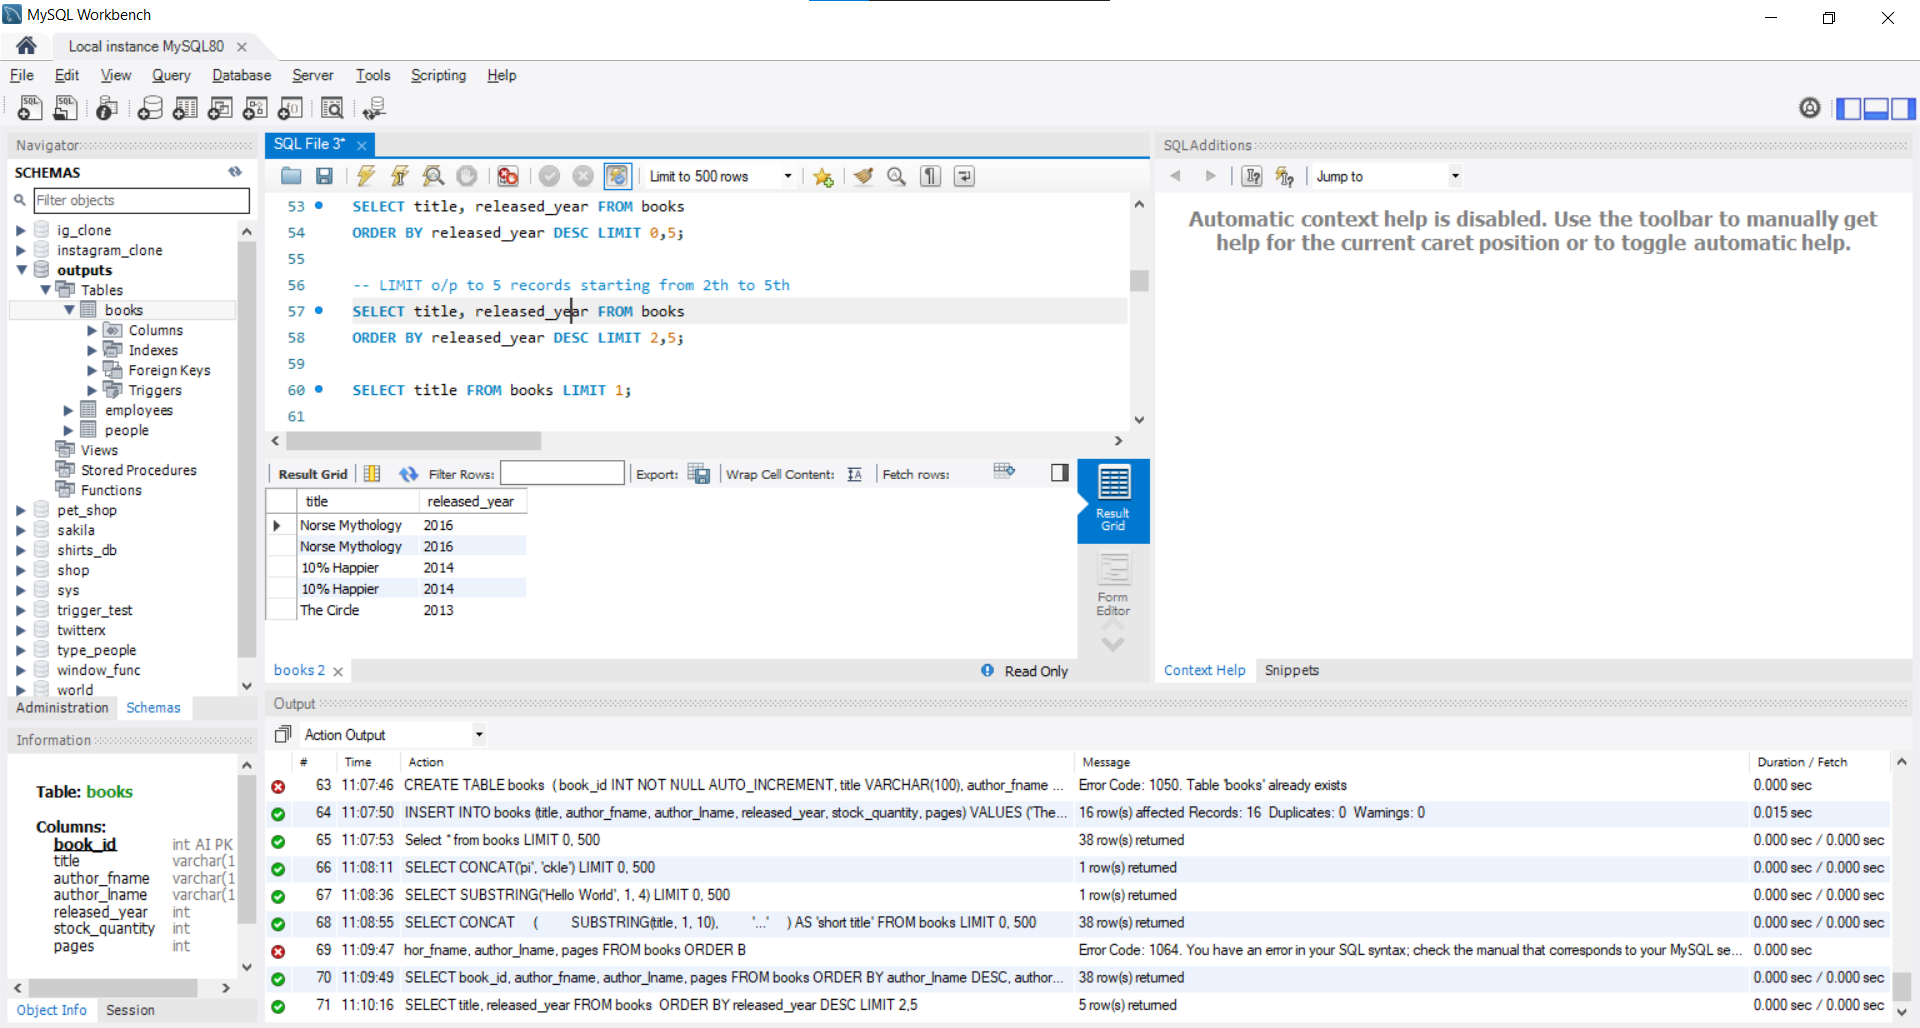 MySQL Workbench
Local instance MySQL80
File Edit View Query Database Server Tools Scripting Help
Navigator
SCHEMAS
Filter objects
ig_clone
instagram_clone
outputs
Tables
books
Columns
Indexes
Foreign Keys
Triggers
employees
people
Views
Stored Procedures
Functions
pet_shop
sakila
shirts_db
shop
sys
trigger_test
twitterx
type_people
window_func
world
Administration Schemas
Information
Table: books
Columns:
book_id int AI PK
title varchar(1
author_fname varchar(1
author_lname varchar(1
released_year int
stock_quantity int
pages int
Object Info Session
SQL File 3*
Limit to 500 rows
53 SELECT title, released_year FROM books
54 ORDER BY released_year DESC LIMIT 0,5;
55
56 -- LIMIT o/p to 5 records starting from 2th to 5th
57 SELECT title, released_year FROM books
58 ORDER BY released_year DESC LIMIT 2,5;
59
60 SELECT title FROM books LIMIT 1;
61
Result Grid Filter Rows: Export: Wrap Cell Content: Fetch rows:
title released_year
Norse Mythology 2016
Norse Mythology 2016
10% Happier 2014
10% Happier 2014
The Circle 2013
Result Grid
Form Editor
books 2 Read Only
SQLAdditions
Jump to
Automatic context help is disabled. Use the toolbar to manually get
help for the current caret position or to toggle automatic help.
Context Help Snippets
Output
Action Output
# Time Action Message Duration / Fetch
63 11:07:46 CREATE TABLE books ( book_id INT NOT NULL AUTO_INCREMENT, title VARCHAR(100), author_fname ... Error Code: 1050. Table 'books' already exists 0.000 sec
64 11:07:50 INSERT INTO books (title, author_fname, author_lname, released_year, stock_quantity, pages) VALUES ('The... 16 row(s) affected Records: 16 Duplicates: 0 Warnings: 0 0.015 sec
65 11:07:53 Select * from books LIMIT 0, 500 38 row(s) returned 0.000 sec / 0.000 sec
66 11:08:11 SELECT CONCAT('pi', 'ckle') LIMIT 0, 500 1 row(s) returned 0.000 sec / 0.000 sec
67 11:08:36 SELECT SUBSTRING('Hello World', 1, 4) LIMIT 0, 500 1 row(s) returned 0.000 sec / 0.000 sec
68 11:08:55 SELECT CONCAT ( SUBSTRING(title, 1, 10), '...' ) AS 'short title' FROM books LIMIT 0, 500 38 row(s) returned 0.000 sec / 0.000 sec
69 11:09:47 hor_fname, author_lname, pages FROM books ORDER B Error Code: 1064. You have an error in your SQL syntax; check the manual that corresponds to your MySQL se... 0.000 sec
70 11:09:49 SELECT book_id, author_fname, author_lname, pages FROM books ORDER BY author_lname DESC, author... 38 row(s) returned 0.000 sec / 0.000 sec
71 11:10:16 SELECT title, released_year FROM books ORDER BY released_year DESC LIMIT 2,5 5 row(s) returned 0.000 sec / 0.000 sec